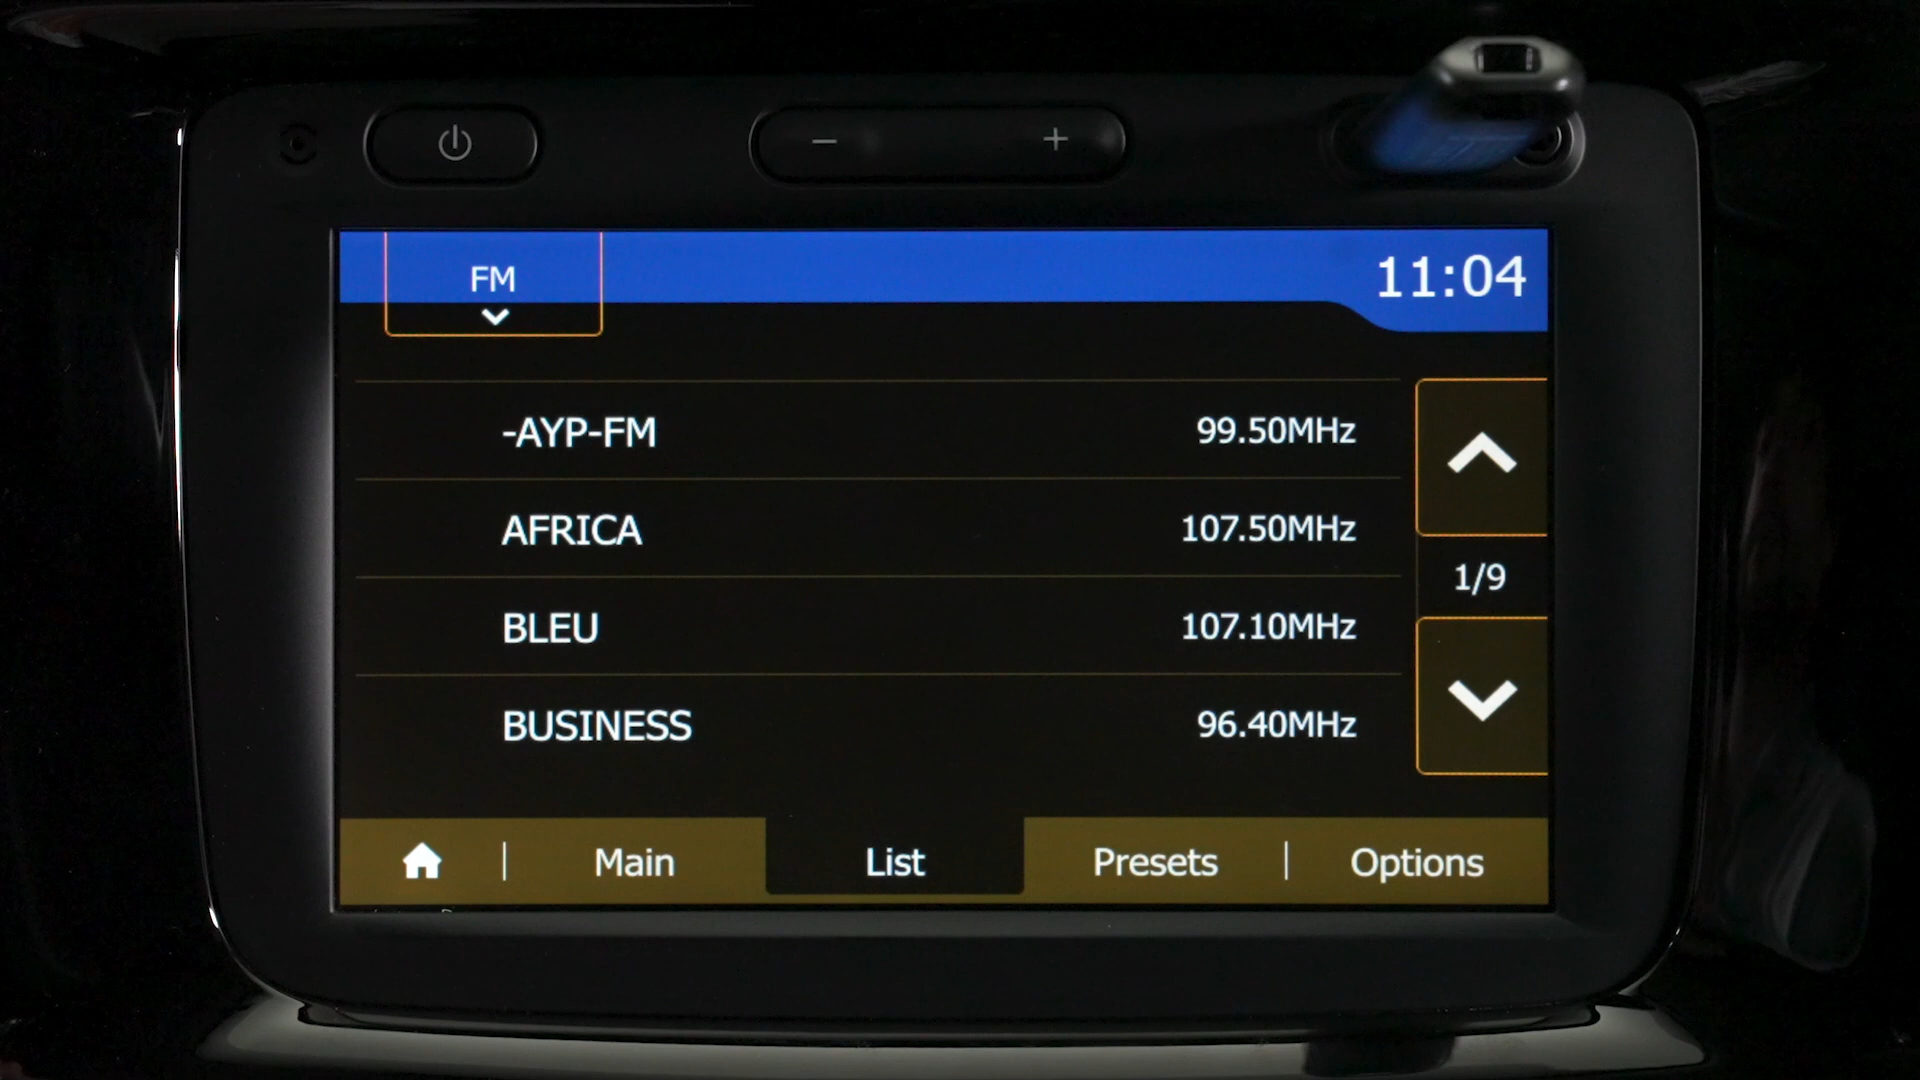 FM
11:04
-AYP-FM 99.50MHz
AFRICA 107.50MHz
1/9
BLEU 107.10MHz
BUSINESS 96.40MHz
Main List Presets Options